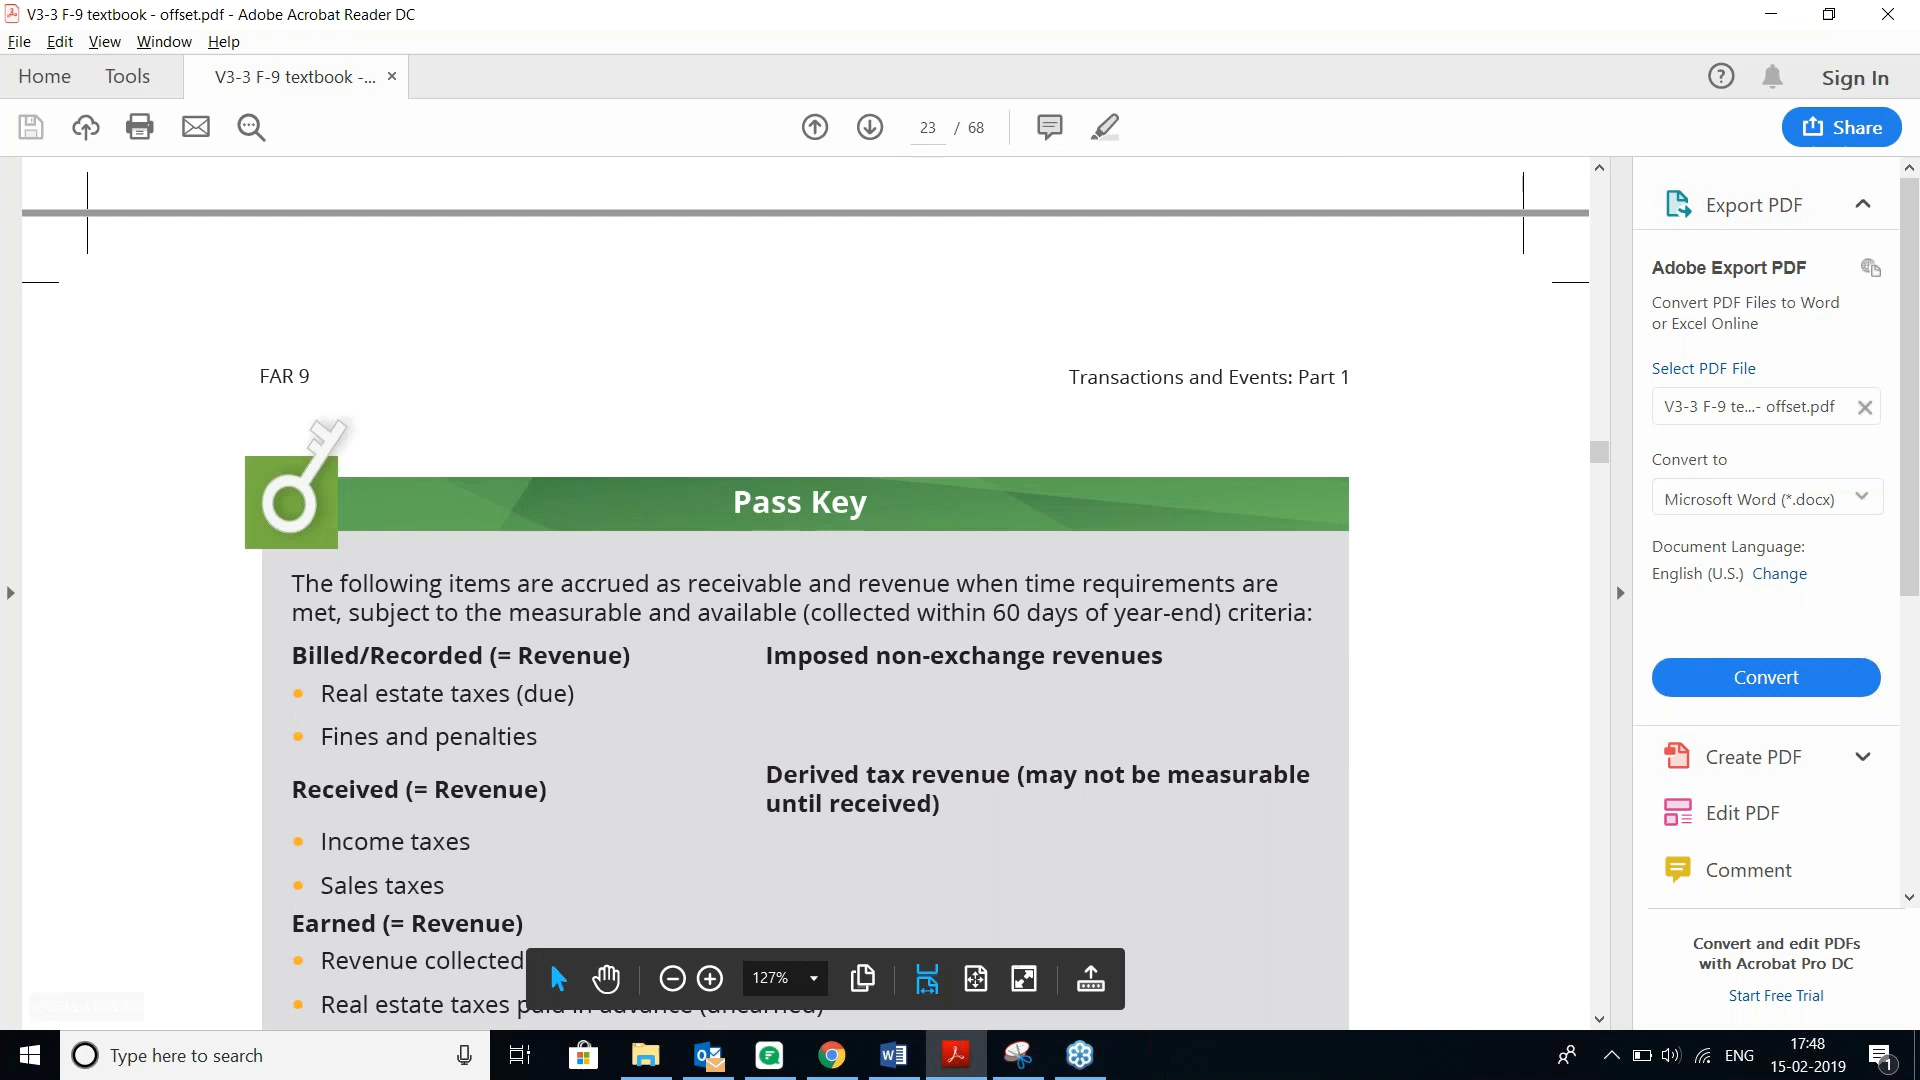 V3-3 F-9 textbook - offset.pdf - Adobe Acrobat Reader DC
File Edit View Window Help
Home Tools V3-3 F-9 textbook -... ×
Sign In
23 / 68
Share
FAR 9 Transactions and Events: Part 1
Pass Key
The following items are accrued as receivable and revenue when time requirements are
met, subject to the measurable and available (collected within 60 days of year-end) criteria:
Billed/Recorded (= Revenue) Imposed non-exchange revenues
• Real estate taxes (due)
• Fines and penalties
Received (= Revenue)
Derived tax revenue (may not be measurable
until received)
• Income taxes
• Sales taxes
Earned (= Revenue)
• Revenue collected
• Real estate taxes paid in advance (unearned)
127%
Export PDF
Adobe Export PDF
Convert PDF Files to Word
or Excel Online
Select PDF File
V3-3 F-9 te...- offset.pdf
Convert to
Microsoft Word (*.docx)
Document Language:
English (U.S.) Change
Convert
Create PDF
Edit PDF
Comment
Convert and edit PDFs
with Acrobat Pro DC
Start Free Trial
Type here to search
ENG
17:48
15-02-2019
1